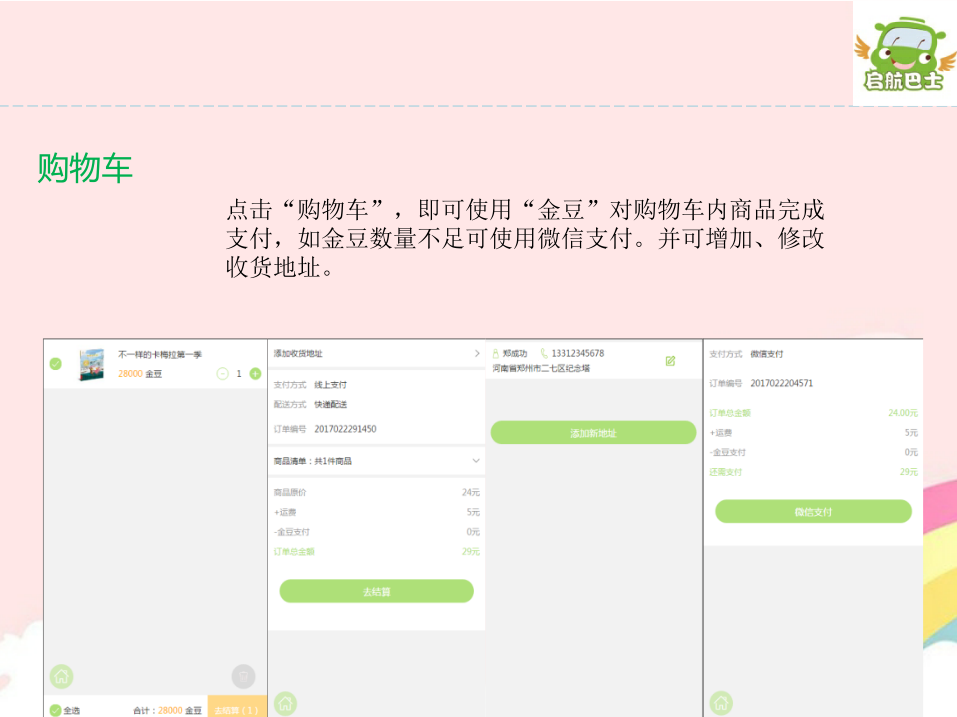 启航巴士
购物车
点击“购物车”，即可使用“金豆”对购物车内商品完成
支付，如金豆数量不足可使用微信支付。并可增加、修改
收货地址。
不一样的卡梅拉第一季
28000 金豆
1
全选
合计：28000 金豆
去结算（1）
添加收货地址
支付方式 线上支付
配送方式 快递配送
订单编号 2017022291450
商品清单：共1件商品
商品原价 24元
+运费 5元
-金豆支付 0元
订单总金额 29元
去结算
郑成功 13312345678
河南省郑州市二七区纪念塔
添加新地址
支付方式 微信支付
订单编号 2017022204571
订单总金额 24.00元
+运费 5元
-金豆支付 0元
还需支付 29元
微信支付